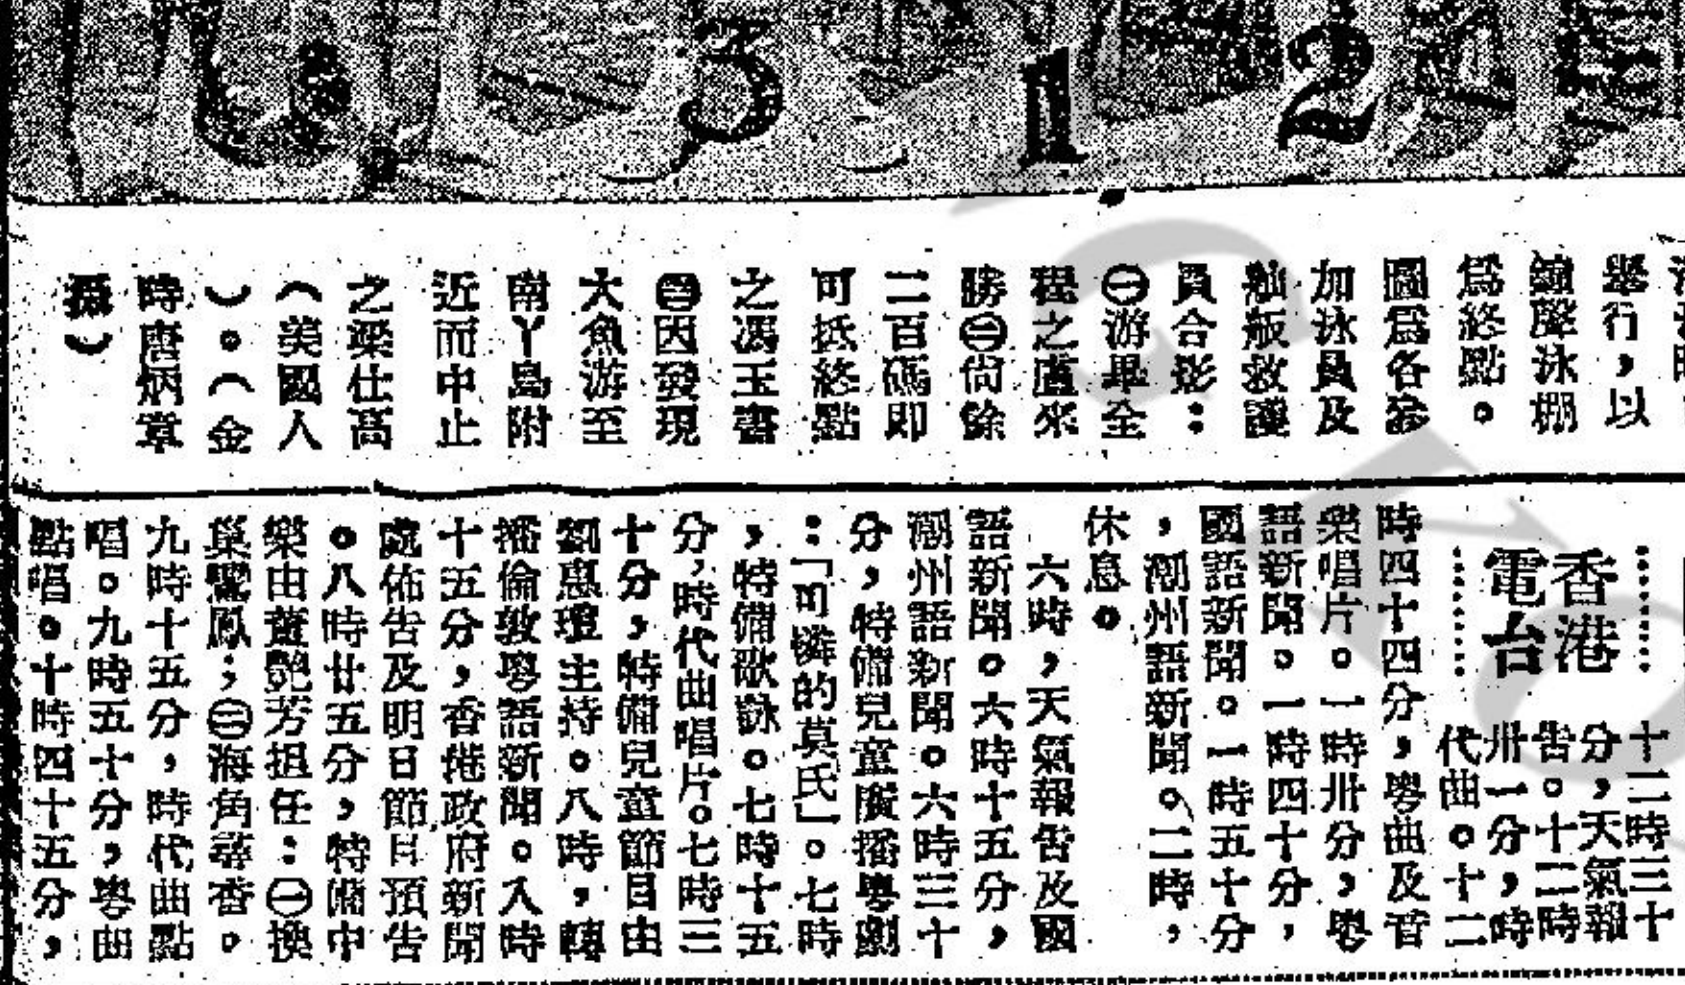 3
1
2
舉行，以
鐘聲泳棚
爲終點。
圖爲各參
加泳員及
舢舨救護
員合影：
㊀游畢全
程之盧來
勝㊁尙餘
二百碼即
可抵終點
之馮玉書
因發現
大魚游至
南丫島附
近而中止
之梁仕高
（美國人
）。（金
時唐炳章
攝）
香港
電台
十二時三十
分，天氣報
告。十二時
卅一分，時
代曲。十二
時四十四分，粤曲及音
樂唱片。一時卅分，粤
語新聞。一時四十分，
國語新聞。一時五十分
，潮州語新聞。二時，
休息。
六時，天氣報告及國
語新聞。六時十五分，
潮州語新聞。六時三十
分，特備兒童廣播粤劇
：「可憐的莫氏」。七時
，特備歌詠。七時十五
分，時代曲唱片。七時三
十分，特備兒童節目由
劉惠瓊主持。八時，轉
播倫敦粤語新聞。入時
十五分，香港政府新聞
處佈告及明日節目預告
。八時廿五分，特備中
樂由董艷芳担任：㊀換
巢鸞鳳；㊁海角尋香。
九時十五分，時代曲點
唱。九時五十分，粤曲
點唱。十時四十五分，